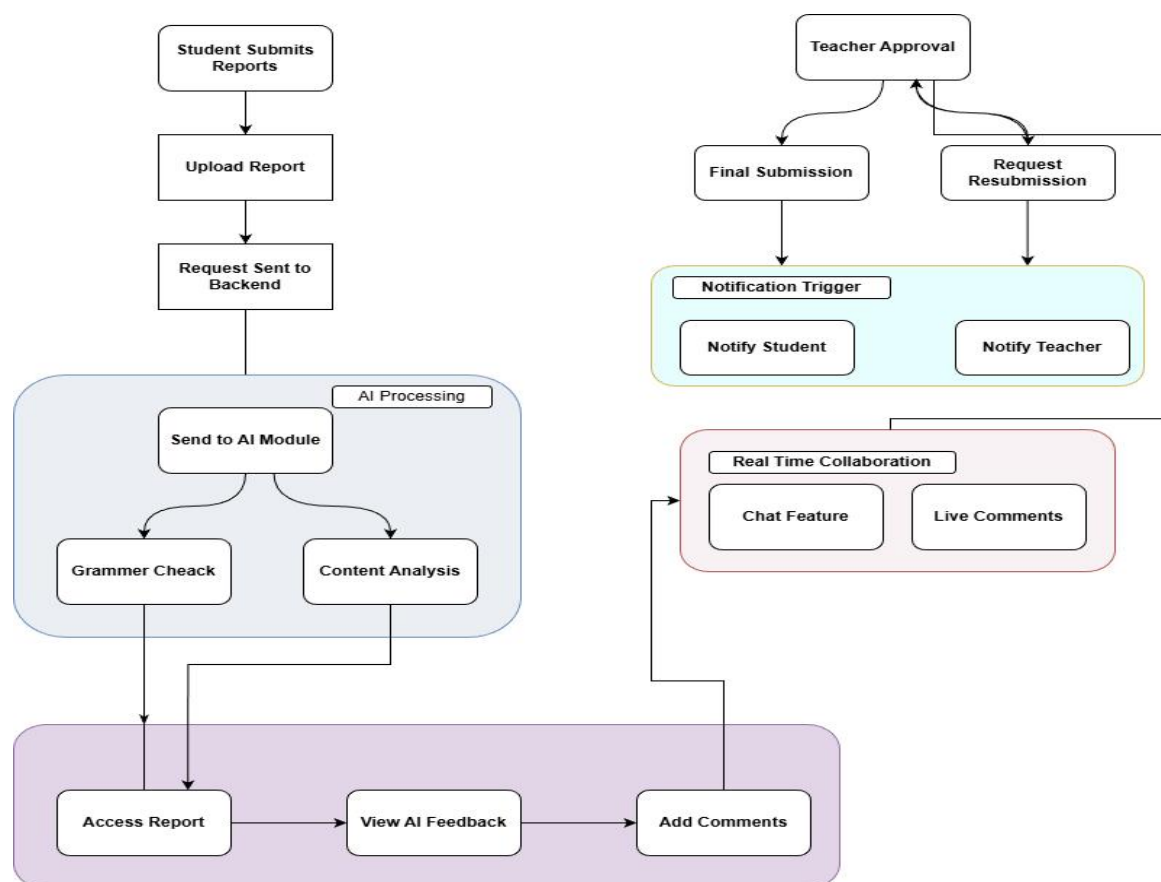 Student Submits
Reports
Upload Report
Request Sent to
Backend
AI Processing
Send to AI Module
Grammer Cheack
Content Analysis
Access Report
View AI Feedback
Add Comments
Teacher Approval
Final Submission
Request
Resubmission
Notification Trigger
Notify Student
Notify Teacher
Real Time Collaboration
Chat Feature
Live Comments